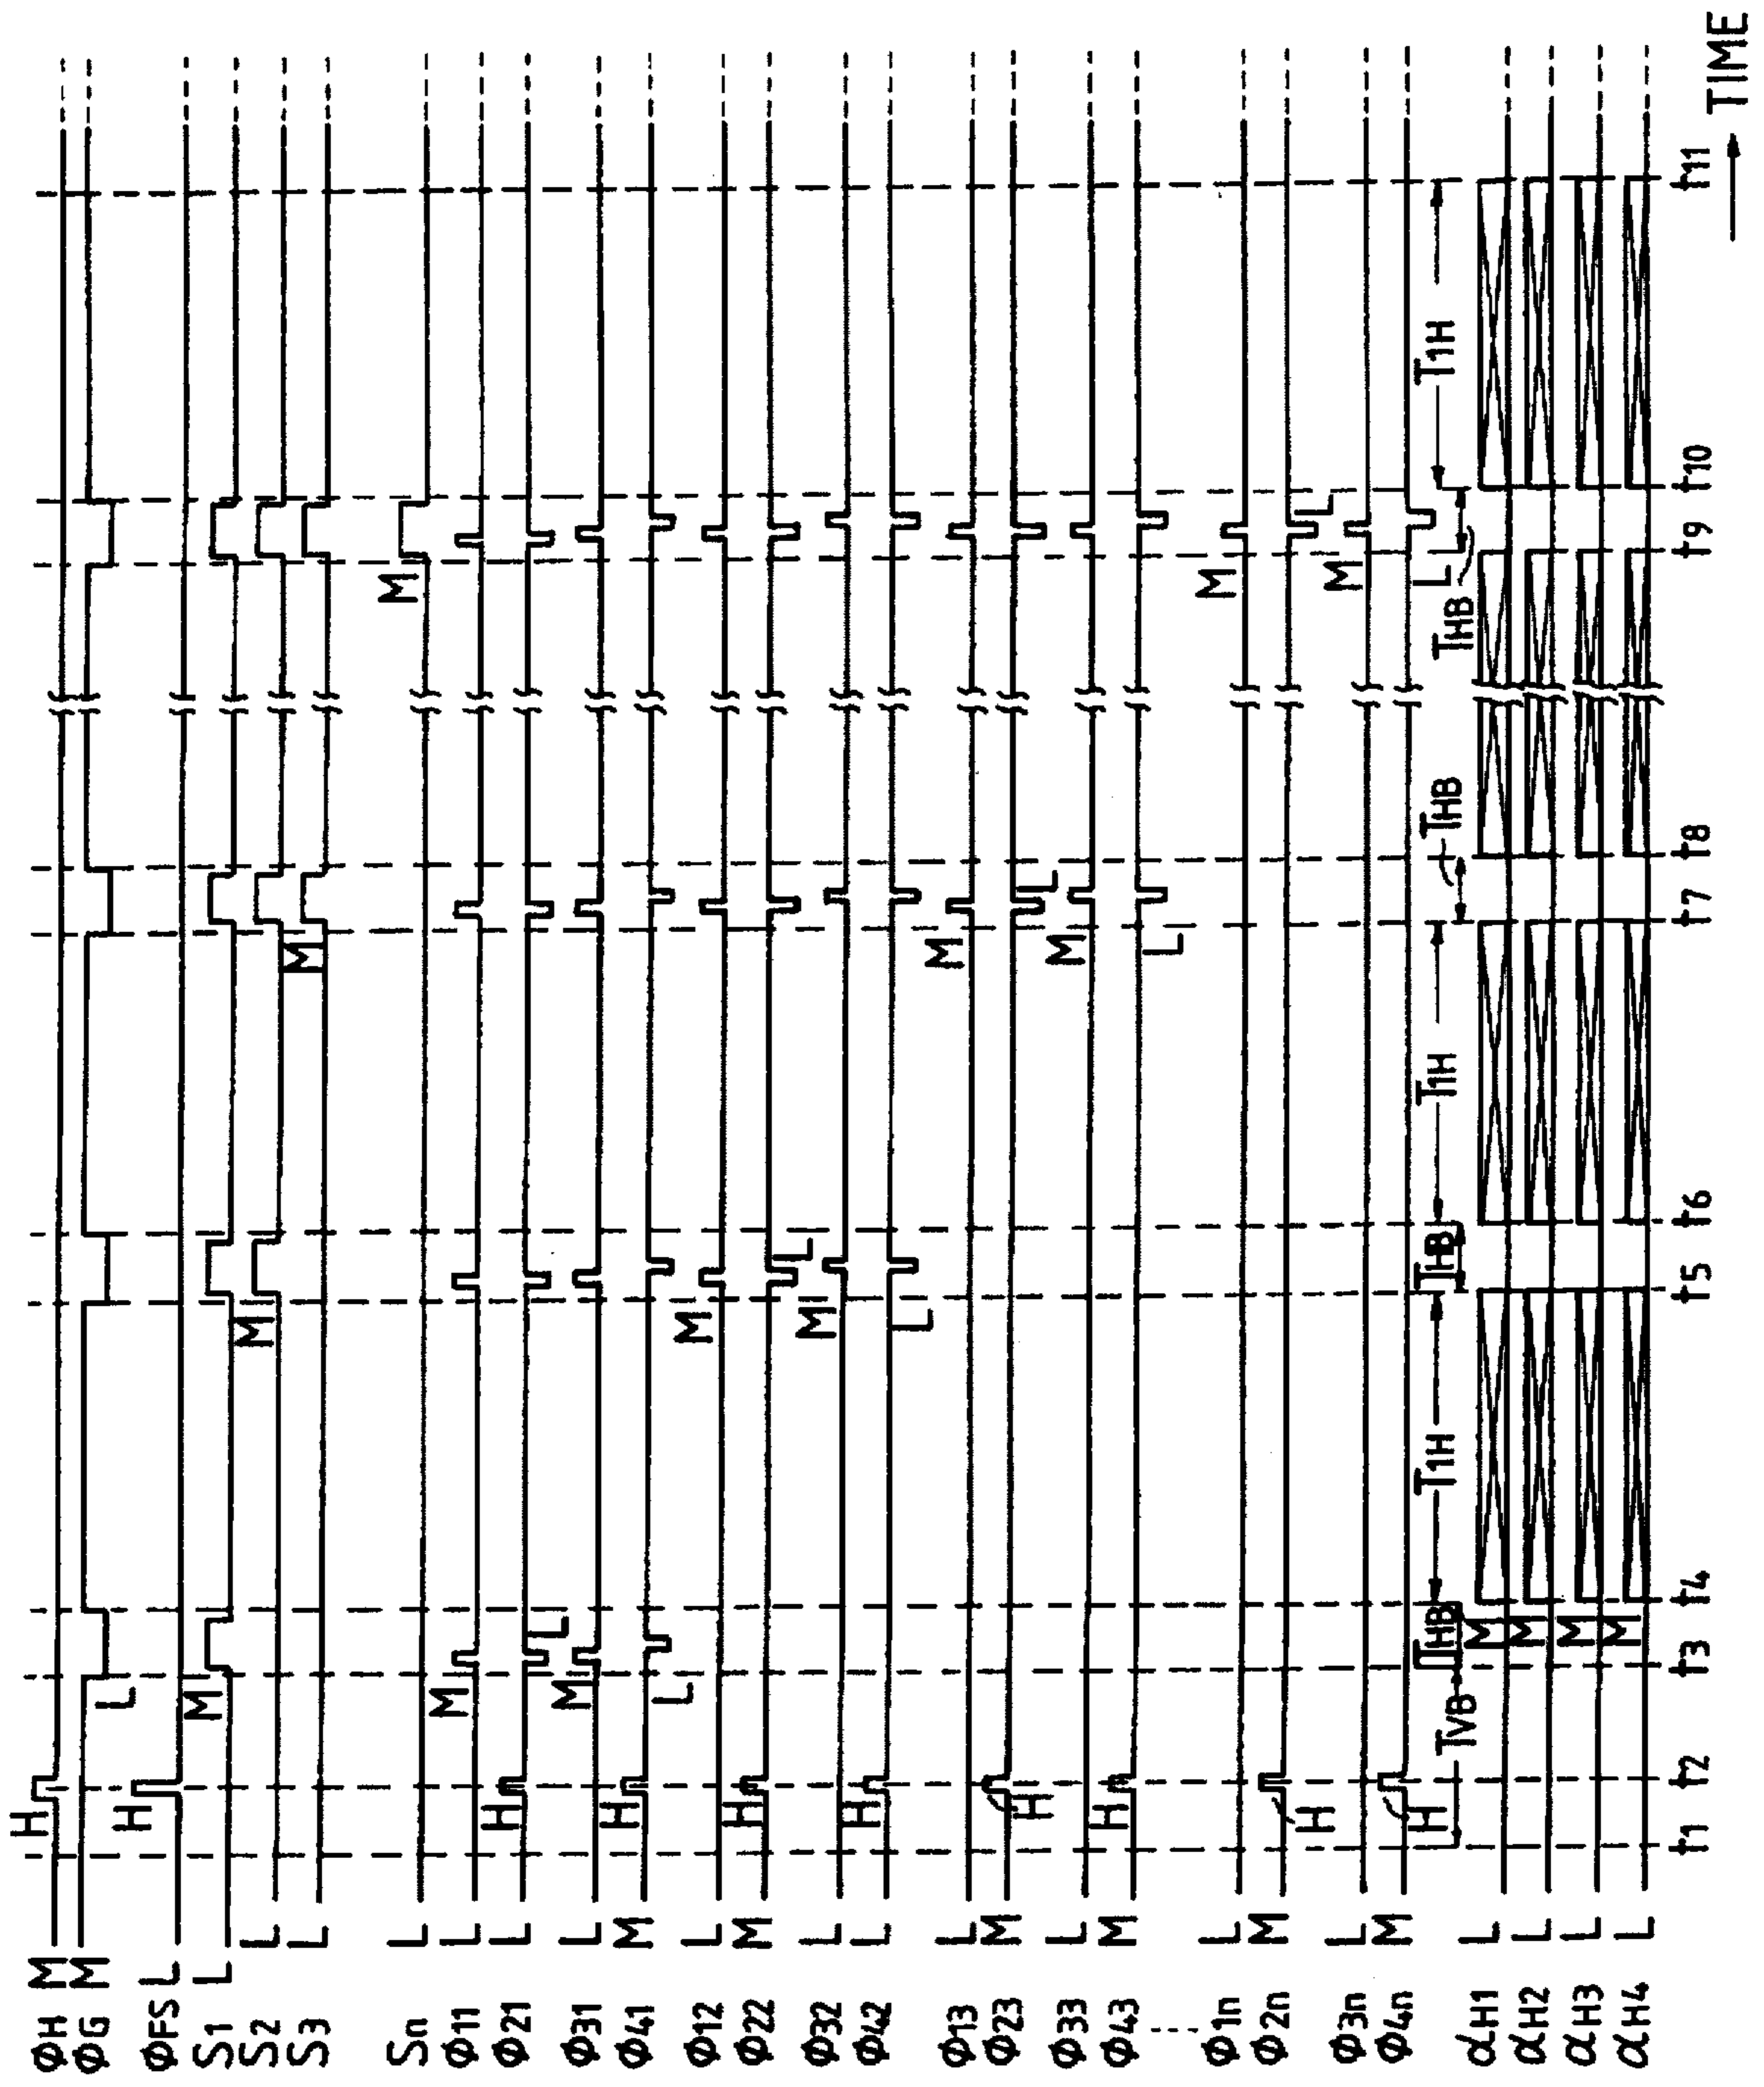 ΦH M H
ΦG M L
ΦFS L H
S1 L M
S2 L M
S3 L M
Sn L M
Φ11 L M
Φ21 L H L
Φ31 L M
Φ41 M H L
Φ12 L M
Φ22 M H L
Φ32 L M
Φ42 L H L
Φ13 L M
Φ23 M H L
Φ33 L M
Φ43 M H L
Φ1n L M
Φ2n M H L
Φ3n L M
Φ4n M H L
TVB THB T1H THB T1H THB THB T1H
αH1 L M
αH2 L M
αH3 L M
αH4 L M
t1 t2 t3 t4 t5 t6 t7 t8 t9 t10 t11
TIME